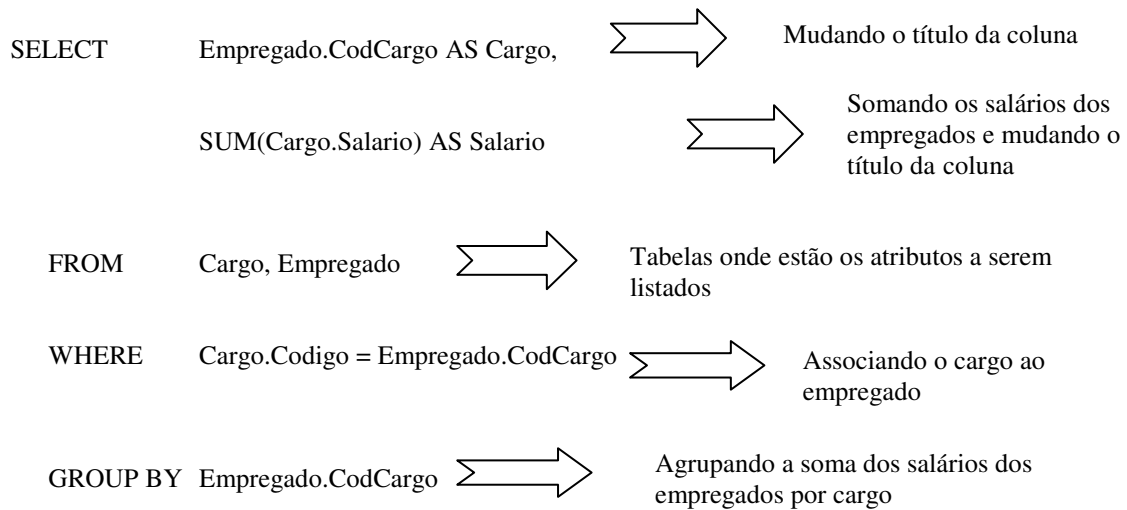 SELECT Empregado.CodCargo AS Cargo, Mudando o título da coluna
SUM(Cargo.Salario) AS Salario
Somando os salários dos
empregados e mudando o
título da coluna
FROM Cargo, Empregado
Tabelas onde estão os atributos a serem
listados
WHERE Cargo.Codigo = Empregado.CodCargo
Associando o cargo ao
empregado
GROUP BY Empregado.CodCargo
Agrupando a soma dos salários dos
empregados por cargo